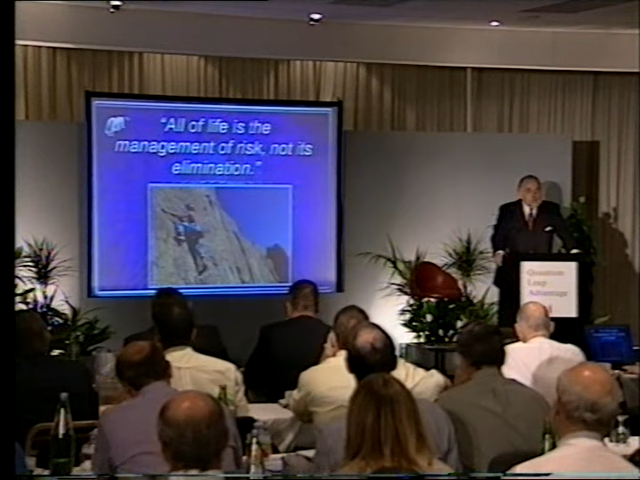 "All of life is the
management of risk, not its
elimination."
Quantum
Leap
Advantage